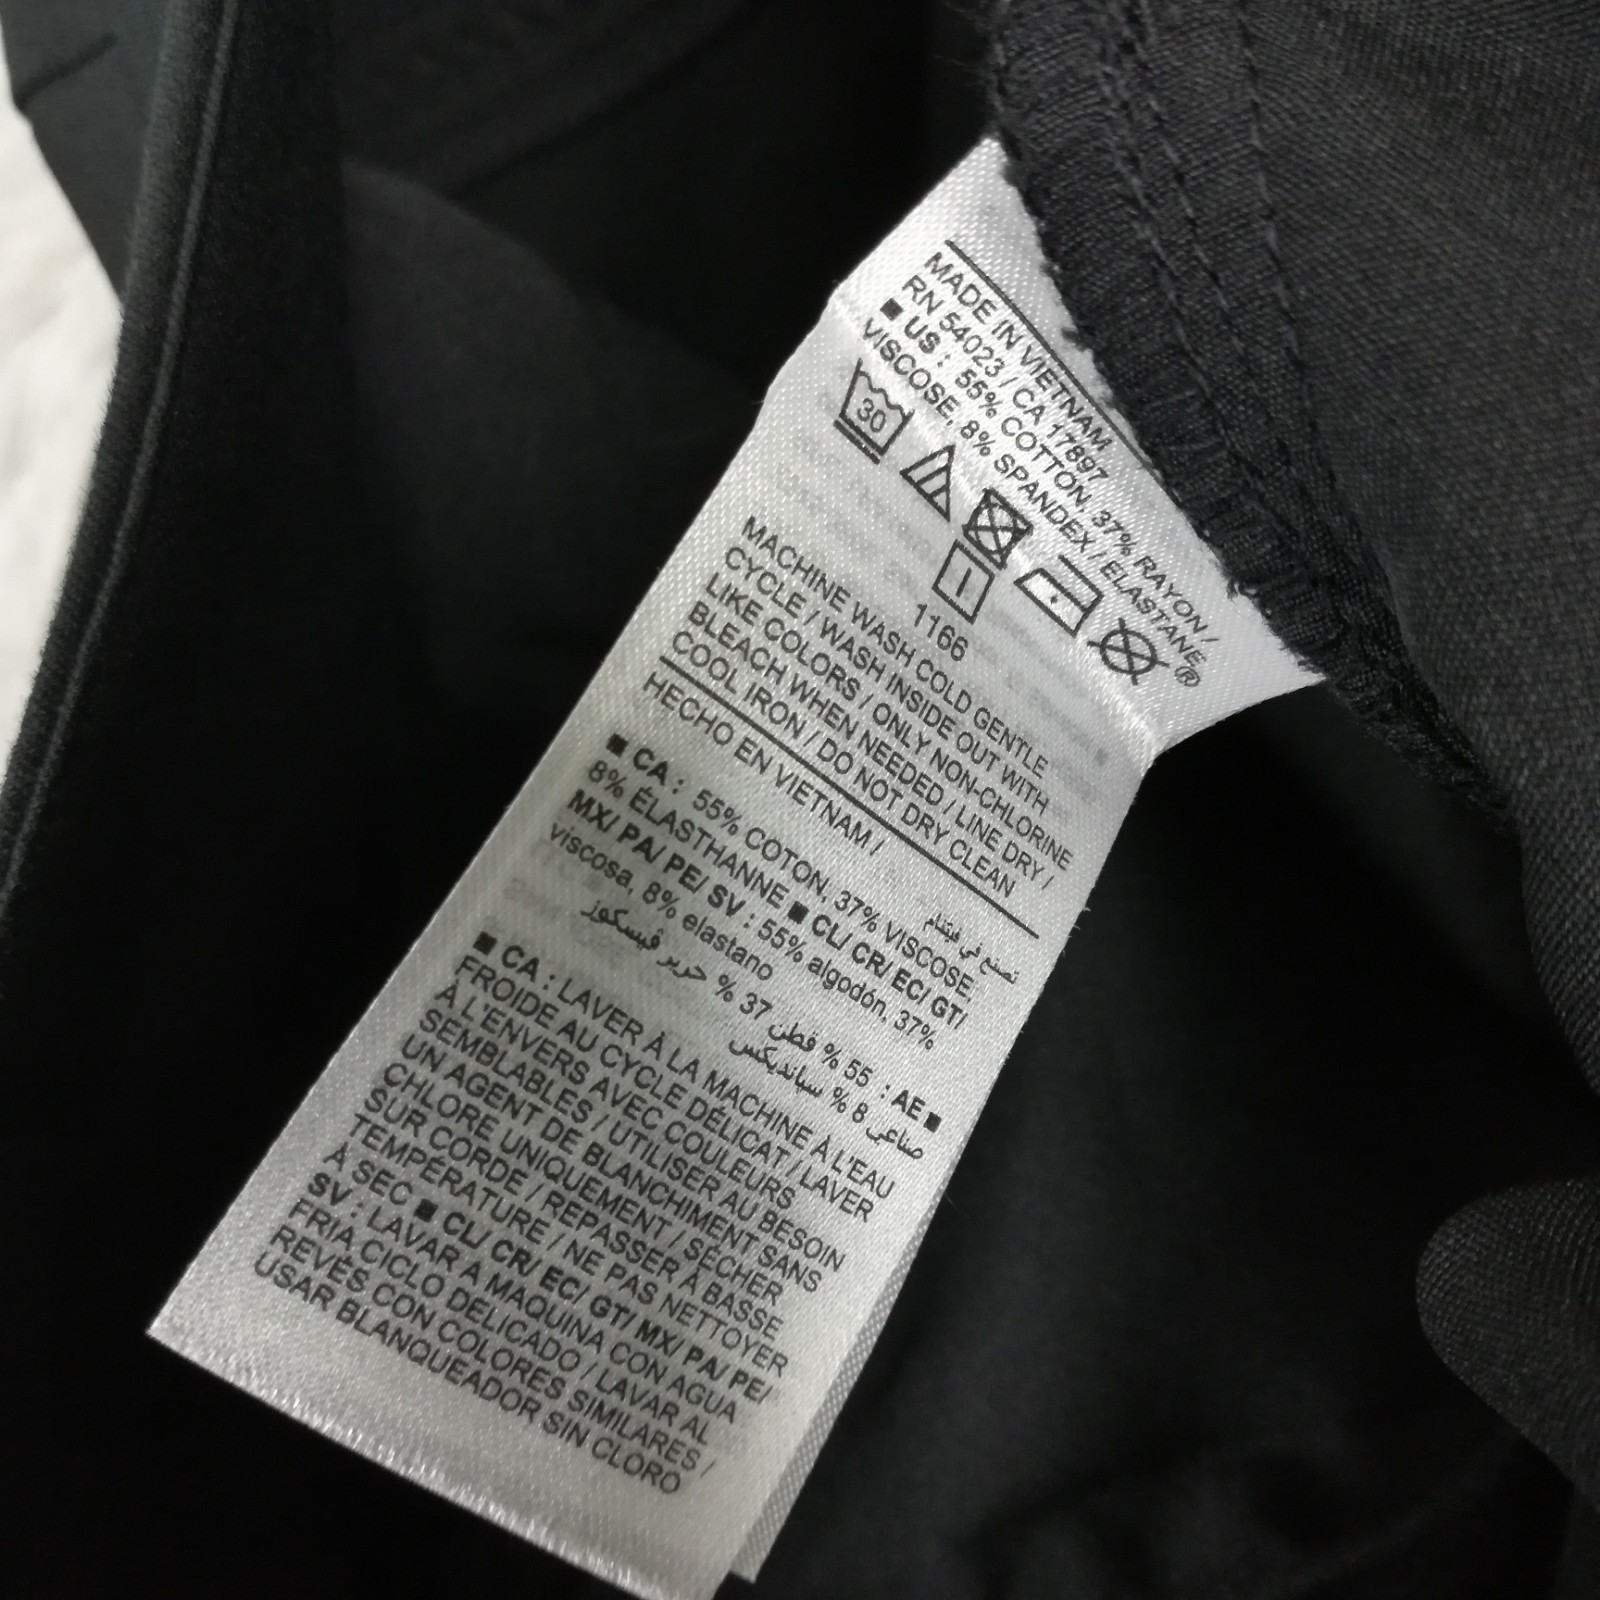 MADE IN VIETNAM
RN 54023 / CA 17897
■ US : 55% COTTON, 37% RAYON /
VISCOSE, 8% SPANDEX / ELASTANE
30
®
1166
MACHINE WASH COLD GENTLE
CYCLE / WASH INSIDE OUT WITH
LIKE COLORS / ONLY NON-CHLORINE
BLEACH WHEN NEEDED / LINE DRY /
COOL IRON / DO NOT DRY CLEAN
HECHO EN VIETNAM /
تصنع في فيتنام
■ CA : 55% COTON, 37% VISCOSE,
8% ÉLASTHANNE ■ CL/ CR/ EC/ GT/
MX/ PA/ PE/ SV : 55% algodón, 37%
viscosa, 8% elastano
■ AE : 55 % قطن 37 % حرير ڤيسكوز
صناعي 8 % سبانديكس
■ CA : LAVER À LA MACHINE À L'EAU
FROIDE AU CYCLE DÉLICAT / LAVER
À L'ENVERS AVEC COULEURS
SEMBLABLES / UTILISER AU BESOIN
UN AGENT DE BLANCHIMENT SANS
CHLORE UNIQUEMENT / SÉCHER
SUR CORDE / REPASSER À BASSE
TEMPÉRATURE / NE PAS NETTOYER
À SEC ■ CL/ CR/ EC/ GT/ MX/ PA/ PE/
SV : LAVAR A MAQUINA CON AGUA
FRIA CICLO DELICADO / LAVAR AL
REVÉS CON COLORES SIMILARES /
USAR BLANQUEADOR SIN CLORO